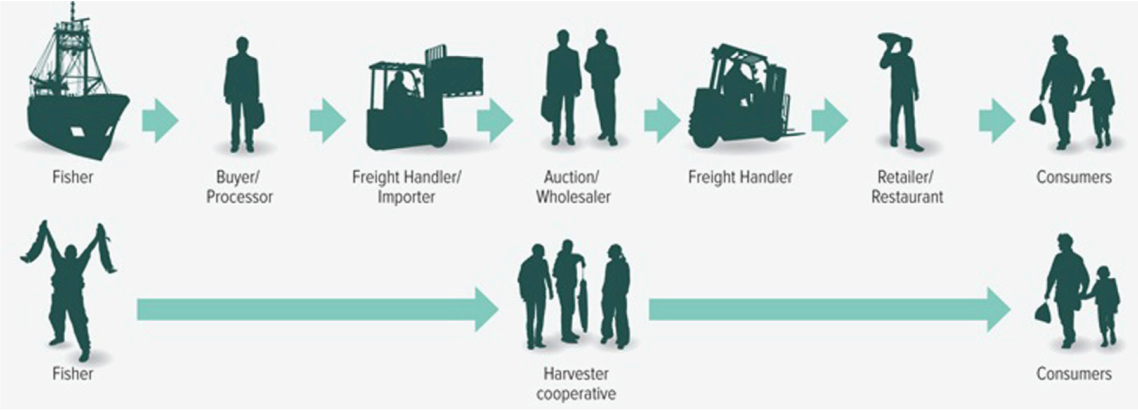 Fisher
Buyer/
Processor
Freight Handler/
Importer
Auction/
Wholesaler
Freight Handler
Retailer/
Restaurant
Consumers
Fisher
Harvester
cooperative
Consumers